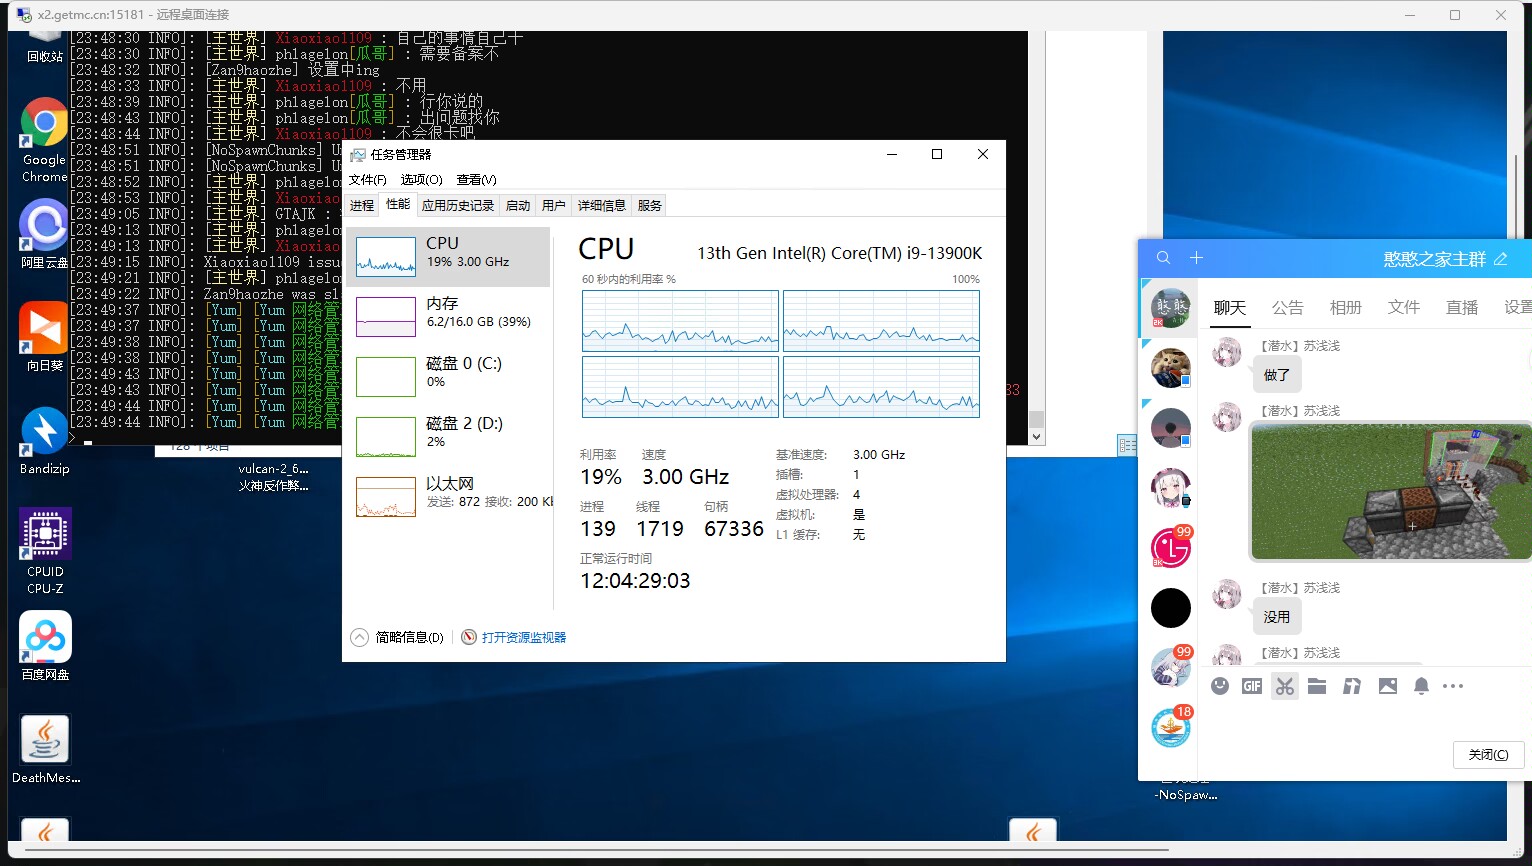 x2.getmc.cn:15181 - 远程桌面连接
回收站
Google
Chrome
阿里云盘
向日葵
Bandizip
CPUID
CPU-Z
百度网盘
DeathMes...
[23:48:30 INFO]: [主世界] Xiaoxiao1109 : 自己的事情自己干
[23:48:30 INFO]: [主世界] phlagelon[瓜哥] : 需要备案不
[23:48:32 INFO]: [Zan9haozhe] 设置中ing
[23:48:33 INFO]: [主世界] Xiaoxiao1109 : 不用
[23:48:39 INFO]: [主世界] phlagelon[瓜哥] : 行你说的
[23:48:43 INFO]: [主世界] phlagelon[瓜哥] : 出问题找你
[23:48:44 INFO]: [主世界] Xiaoxiao1109 : 不会很卡吧
[23:48:51 INFO]: [NoSpawnChunks] U
[23:48:51 INFO]: [NoSpawnChunks] U
[23:48:52 INFO]: [主世界] phlagelon
[23:48:53 INFO]: [主世界] Xiaoxiao
[23:49:05 INFO]: [主世界] GTAJK :
[23:49:13 INFO]: [主世界] phlagelon
[23:49:13 INFO]: [主世界] Xiaoxiao
[23:49:15 INFO]: Xiaoxiao1109 issu
[23:49:21 INFO]: [主世界] phlagelon
[23:49:22 INFO]: Zan9haozhe was sl
[23:49:37 INFO]: [Yum] [Yum 网络管
[23:49:37 INFO]: [Yum] [Yum 网络管
[23:49:38 INFO]: [Yum] [Yum 网络管
[23:49:38 INFO]: [Yum] [Yum 网络管
[23:49:43 INFO]: [Yum] [Yum 网络管
[23:49:43 INFO]: [Yum] [Yum 网络管
[23:49:44 INFO]: [Yum] [Yum 网络管
[23:49:44 INFO]: [Yum] [Yum 网络管
>
33
128 个项目
vulcan-2_6...
火神反作弊...
任务管理器
文件(F) 选项(O) 查看(V)
进程 性能 应用历史记录 启动 用户 详细信息 服务
CPU
19% 3.00 GHz
内存
6.2/16.0 GB (39%)
磁盘 0 (C:)
0%
磁盘 2 (D:)
2%
以太网
发送: 872 接收: 200 Kb
CPU 13th Gen Intel(R) Core(TM) i9-13900K
60 秒内的利用率 % 100%
利用率 速度
19% 3.00 GHz
进程 线程 句柄
139 1719 67336
正常运行时间
12:04:29:03
基准速度: 3.00 GHz
插槽: 1
虚拟处理器: 4
虚拟机: 是
L1 缓存: 无
简略信息(D) 打开资源监视器
憨憨之家主群
聊天 公告 相册 文件 直播 设置
憨憨
2K
3K
99
99
18
【潜水】苏浅浅
做了
【潜水】苏浅浅
【潜水】苏浅浅
没用
【潜水】苏浅浅
GIF
关闭(C)
-NoSpaw...